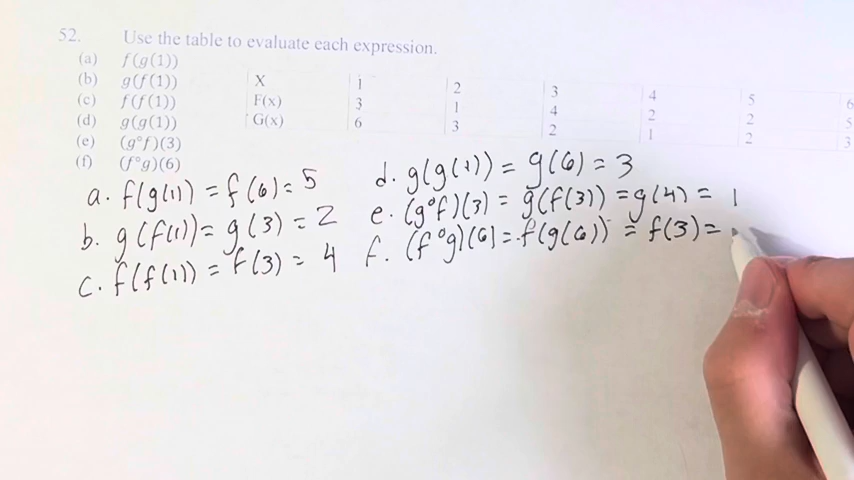 52. Use the table to evaluate each expression.
(a) f(g(1))
(b) g(f(1))
(c) f(f(1))
(d) g(g(1))
(e) (g°f)(3)
(f) (f°g)(6)
X 1 2 3 4 5 6
F(x) 3 1 4 2 2 5
G(x) 6 3 2 1 2 3
a. f(g(1)) = f(6) = 5
b. g(f(1)) = g(3) = 2
c. f(f(1)) = f(3) = 4
d. g(g(1)) = g(6) = 3
e. (g°f)(3) = g(f(3)) = g(4) = 1
f. (f°g)(6) = f(g(6)) = f(3) =